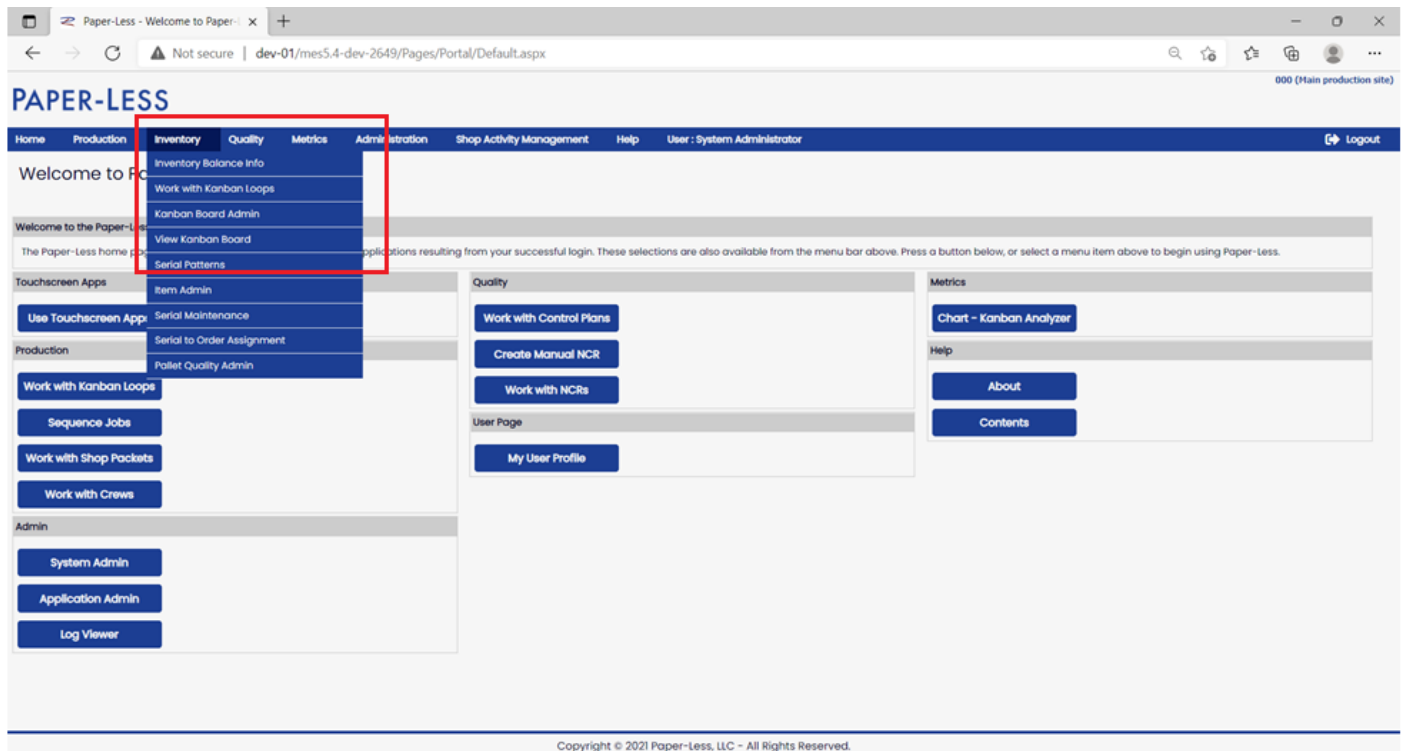 Paper-Less - Welcome to Paper-
Not secure | dev-01/mes5.4-dev-2649/Pages/Portal/Default.aspx
000 (Main production site)
PAPER-LESS
Home Production Inventory Quality Metrics Administration Shop Activity Management Help User : System Administrator Logout
Inventory Balance Info
Work with Kanban Loops
Kanban Board Admin
View Kanban Board
Serial Patterns
Item Admin
Serial Maintenance
Serial to Order Assignment
Pallet Quality Admin
Welcome to
Welcome to the Paper-Less
The Paper-Less home applications resulting from your successful login. These selections are also available from the menu bar above. Press a button below, or select a menu item above to begin using Paper-Less.
Touchscreen Apps
Use Touchscreen Apps
Production
Work with Kanban Loops
Sequence Jobs
Work with Shop Packets
Work with Crews
Admin
System Admin
Application Admin
Log Viewer
Quality
Work with Control Plans
Create Manual NCR
Work with NCRs
User Page
My User Profile
Metrics
Chart - Kanban Analyzer
Help
About
Contents
Copyright © 2021 Paper-Less, LLC - All Rights Reserved.